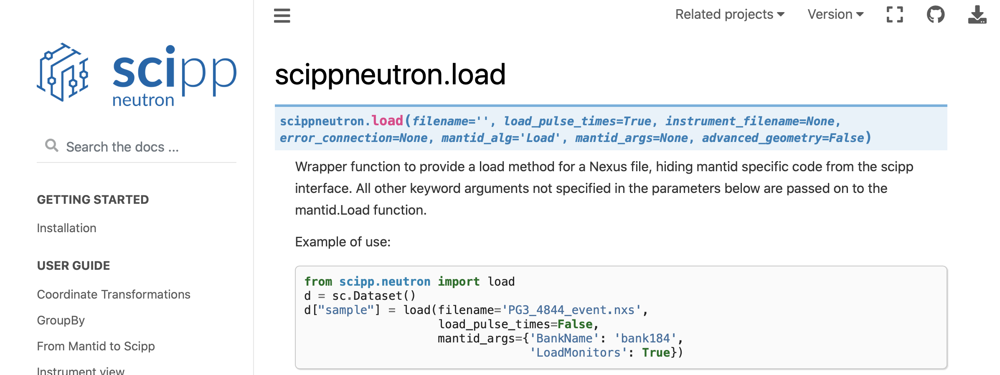 Related projects
Version
scipp
neutron
Search the docs ...
GETTING STARTED
Installation
USER GUIDE
Coordinate Transformations
GroupBy
From Mantid to Scipp
Instrument view
scippneutron.load
scippneutron.load(filename='', load_pulse_times=True, instrument_filename=None,
error_connection=None, mantid_alg='Load', mantid_args=None, advanced_geometry=False)
Wrapper function to provide a load method for a Nexus file, hiding mantid specific code from the scipp
interface. All other keyword arguments not specified in the parameters below are passed on to the
mantid.Load function.
Example of use:
from scipp.neutron import load
d = sc.Dataset()
d["sample"] = load(filename='PG3_4844_event.nxs',
                   load_pulse_times=False,
                   mantid_args={'BankName': 'bank184',
                                'LoadMonitors': True})